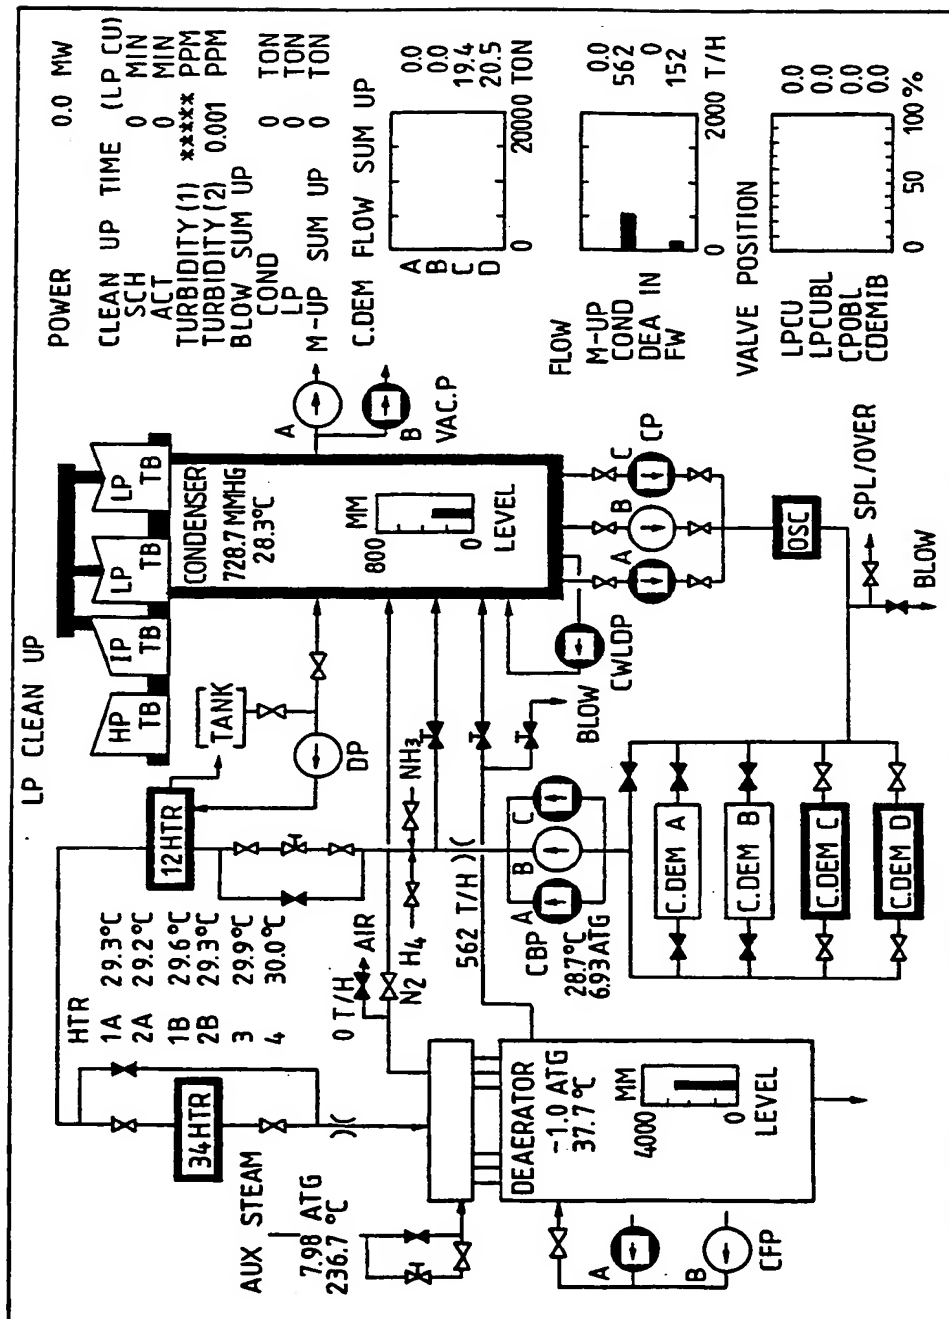 LP CLEAN UP
POWER 0.0 MW
CLEAN UP TIME (LP CU)
SCH 0 MIN
ACT 0 MIN
TURBIDITY(1) ***** PPM
TURBIDITY(2) 0.001 PPM
BLOW SUM UP
COND 0 TON
LP 0 TON
M-UP SUM UP 0 TON
C.DEM FLOW SUM UP
A 0.0
B 0.0
C 19.4
D 20.5
0 20000 TON
FLOW
M-UP 0.0
COND 562
DEA IN 0
FW 152
0 2000 T/H
VALVE POSITION
LPCU 0.0
LPCUBL 0.0
CPOBL 0.0
CDEMIB 0.0
0 50 100 %
HP TB
IP TB
LP TB
LP TB
CONDENSER
728.7 MMHG
28.3°C
MM
800
0
LEVEL
A
B
VAC.P
A B C
CP
CWLDP
OSC
SPL/OVER
BLOW
BLOW
TANK
DP
12HTR
NH3
N2 H4
AIR
0 T/H
562 T/H
HTR
1A 29.3°C
2A 29.2°C
1B 29.6°C
2B 29.3°C
3 29.9°C
4 30.0°C
34HTR
A B C
CBP
28.7°C
6.93ATG
C.DEM A
C.DEM B
C.DEM C
C.DEM D
AUX STEAM
7.98 ATG
236.7 °C
DEAERATOR
-1.0 ATG
37.7 °C
MM
4000
0
LEVEL
A
B
CFP